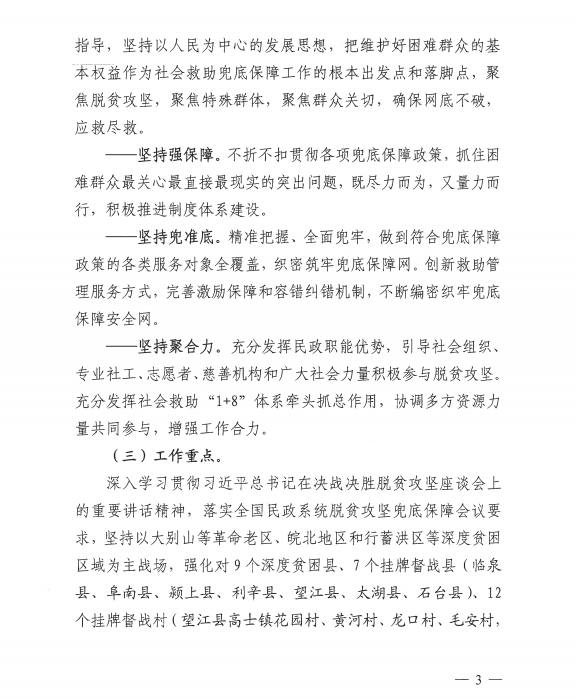 指导，坚持以人民为中心的发展思想，把维护好困难群众的基
本权益作为社会救助兜底保障工作的根本出发点和落脚点，聚
焦脱贫攻坚，聚焦特殊群体，聚焦群众关切，确保网底不破，
应救尽救。
——坚持强保障。不折不扣贯彻各项兜底保障政策，抓住困
难群众最关心最直接最现实的突出问题，既尽力而为，又量力而
行，积极推进制度体系建设。
——坚持兜准底。精准把握、全面兜牢，做到符合兜底保障
政策的各类服务对象全覆盖，织密筑牢兜底保障网。创新救助管
理服务方式，完善激励保障和容错纠错机制，不断编密织牢兜底
保障安全网。
——坚持聚合力。充分发挥民政职能优势，引导社会组织、
专业社工、志愿者、慈善机构和广大社会力量积极参与脱贫攻坚。
充分发挥社会救助“1+8”体系牵头抓总作用，协调多方资源力
量共同参与，增强工作合力。
（三）工作重点。
深入学习贯彻习近平总书记在决战决胜脱贫攻坚座谈会上
的重要讲话精神，落实全国民政系统脱贫攻坚兜底保障会议要
求，坚持以大别山等革命老区、皖北地区和行蓄洪区等深度贫困
区域为主战场，强化对 9 个深度贫困县、7 个挂牌督战县（临泉
县、阜南县、颍上县、利辛县、望江县、太湖县、石台县）、12
个挂牌督战村（望江县高士镇花园村、黄河村、龙口村、毛安村，
— 3 —